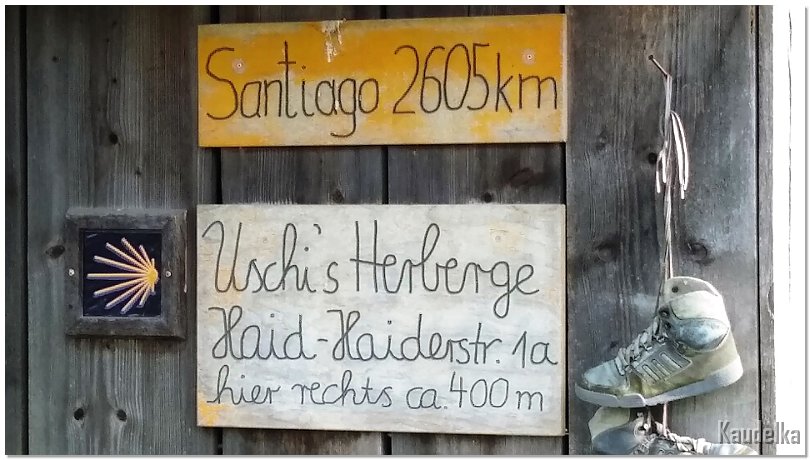 Santiago 2605km
Uschi's Herberge
Haid-Haiderstr. 1a
hier rechts ca. 400 m
Kaudelka